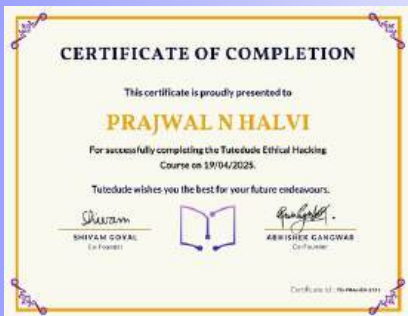 CERTIFICATE OF COMPLETION
This certificate is proudly presented to
PRAJWAL N HALVI
For successfully completing the Tutedude Ethical Hacking
Course on 19/04/2025.
Tutedude wishes you the best for your future endeavours.
Shivam
SHIVAM GOYAL
Co-Founder
ABHISHEK GANGWAR
Co-Founder
Certificate id :